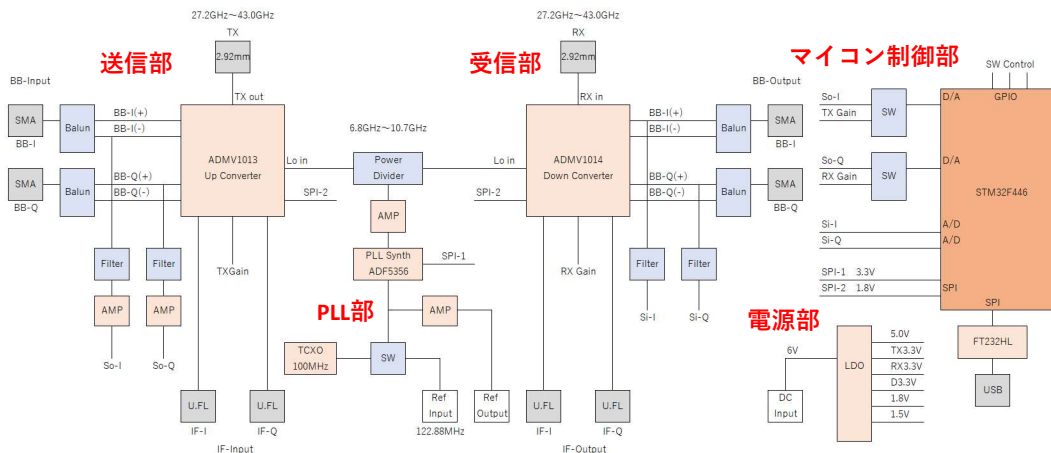 27.2GHz～43.0GHz
TX
2.92mm
送信部
BB-Input
TX out
SMA
BB-I
Balun
BB-I(+)
BB-I(-)
SMA
BB-Q
Balun
BB-Q(+)
BB-Q(-)
ADMV1013
Up Converter
Lo in
SPI-2
Filter
Filter
AMP
AMP
So-I
So-Q
TXGain
U.FL
U.FL
IF-I
IF-Q
IF-Input
6.8GHz～10.7GHz
Power
Divider
AMP
PLL Synth
ADF5356
SPI-1
PLL部
AMP
TCXO
100MHz
SW
Ref
Input
122.88MHz
Ref
Output
27.2GHz～43.0GHz
RX
2.92mm
受信部
RX in
Lo in
SPI-2
ADMV1014
Down Converter
BB-I(+)
BB-I(-)
BB-Q(+)
BB-Q(-)
Balun
Balun
BB-Output
SMA
BB-I
SMA
BB-Q
RX Gain
Filter
Filter
Si-I
Si-Q
U.FL
U.FL
IF-I
IF-Q
IF-Output
マイコン制御部
SW Control
So-I
TX Gain
SW
D/A
GPIO
So-Q
RX Gain
SW
D/A
STM32F446
Si-I
Si-Q
A/D
A/D
SPI-1 3.3V
SPI-2 1.8V
SPI
SPI
FT232HL
USB
電源部
6V
DC
Input
LDO
5.0V
TX3.3V
RX3.3V
D3.3V
1.8V
1.5V